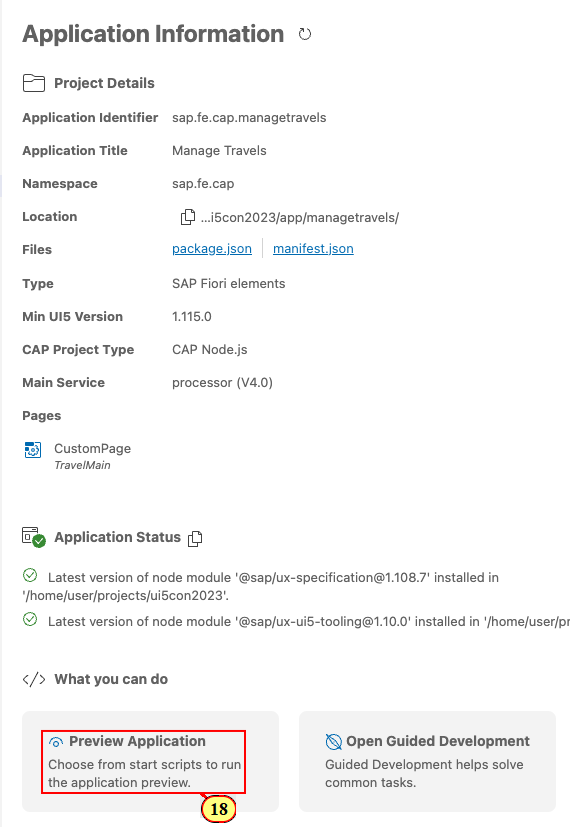 Application Information
Project Details
Application Identifier sap.fe.cap.managetravels
Application Title Manage Travels
Namespace sap.fe.cap
Location ...i5con2023/app/managetravels/
Files package.json manifest.json
Type SAP Fiori elements
Min UI5 Version 1.115.0
CAP Project Type CAP Node.js
Main Service processor (V4.0)
Pages
CustomPage
TravelMain
Application Status
Latest version of node module '@sap/ux-specification@1.108.7' installed in
'/home/user/projects/ui5con2023'.
Latest version of node module '@sap/ux-ui5-tooling@1.10.0' installed in '/home/user/pr
</> What you can do
Preview Application
Choose from start scripts to run
the application preview.
18
Open Guided Development
Guided Development helps solve
common tasks.